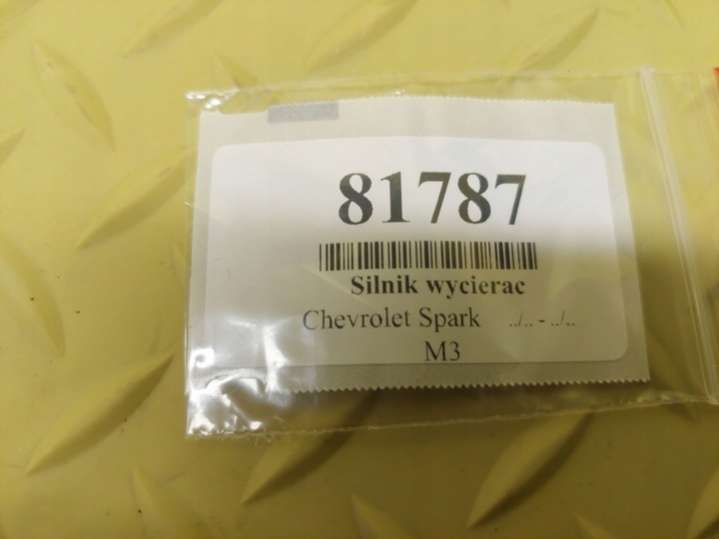 81787
Silnik wycierac
Chevrolet Spark ../.. - ../..
M3